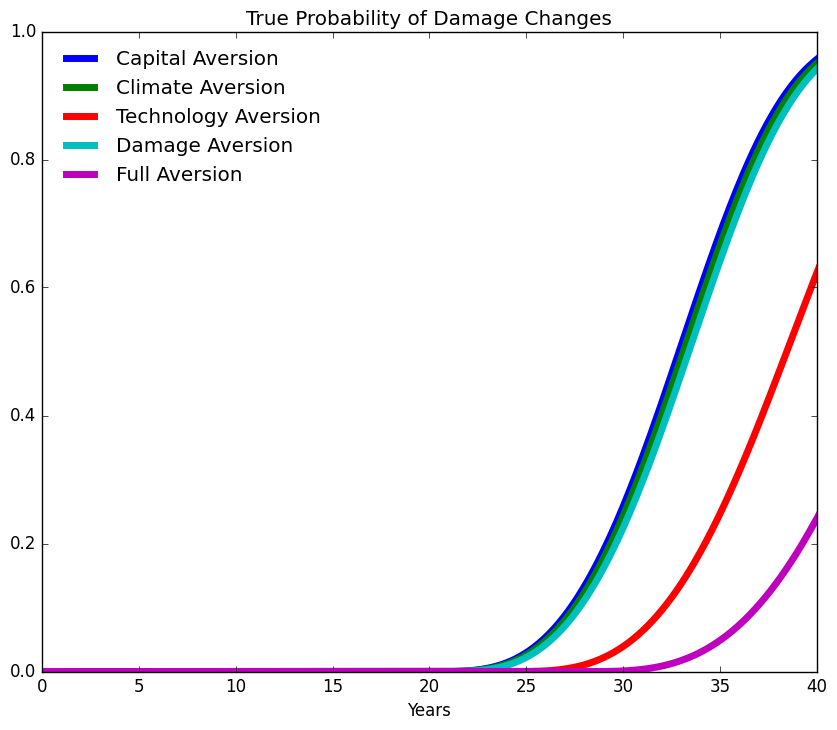 True Probability of Damage Changes
1.0
Capital Aversion
Climate Aversion
Technology Aversion
Damage Aversion
Full Aversion
0.8
0.6
0.4
0.2
0.0
0 5 10 15 20 25 30 35 40
Years